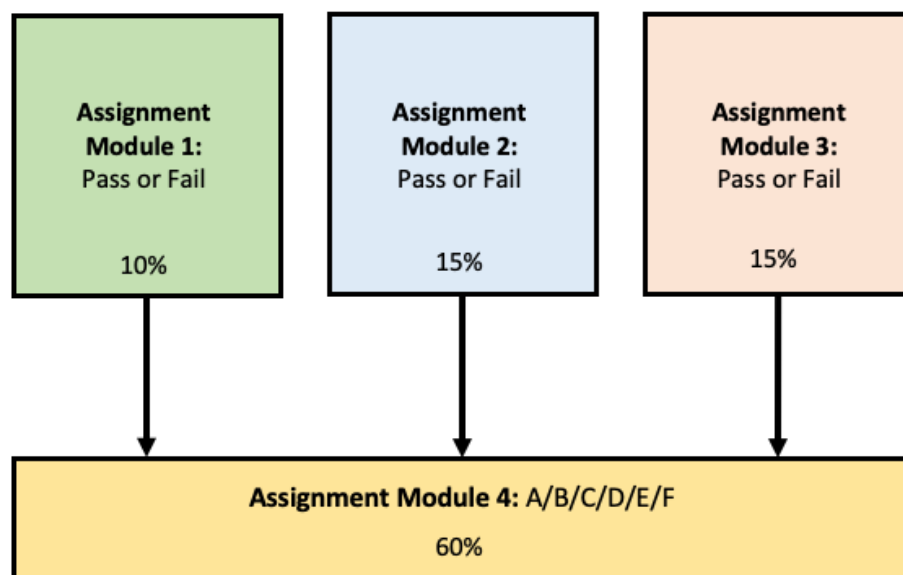 Assignment
Module 1:
Pass or Fail
10%
Assignment
Module 2:
Pass or Fail
15%
Assignment
Module 3:
Pass or Fail
15%
Assignment Module 4: A/B/C/D/E/F
60%